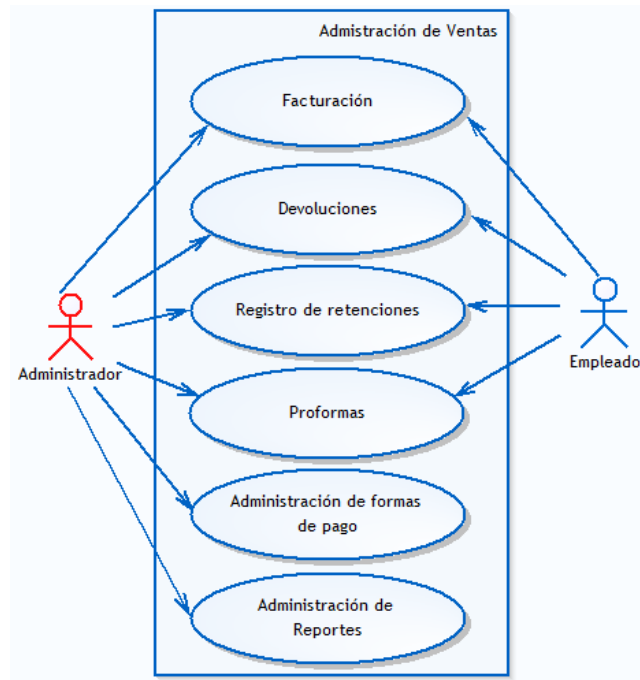 Admistración de Ventas
Facturación
Devoluciones
Registro de retenciones
Administrador
Empleado
Proformas
Administración de formas
de pago
Administración de
Reportes